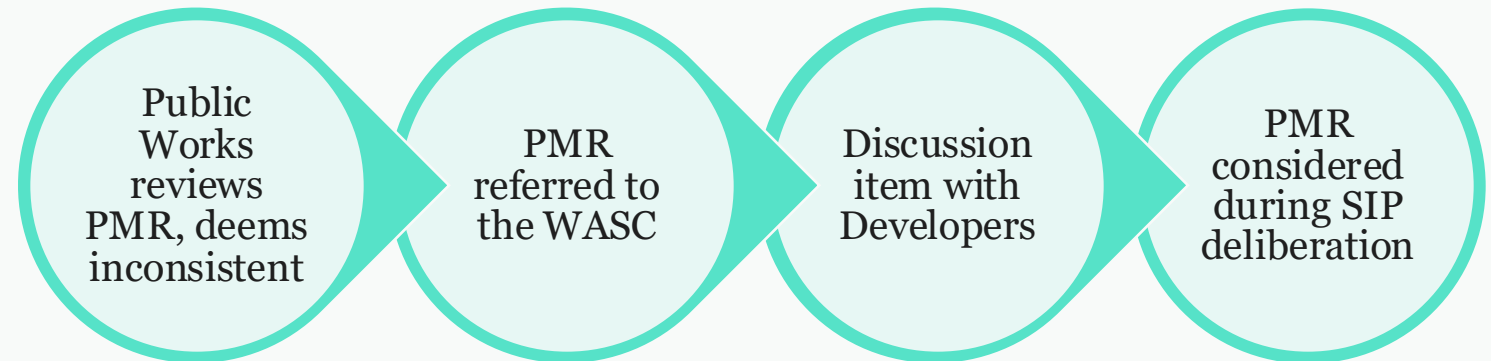 Public
Works
reviews
PMR, deems
inconsistent
PMR
referred to
the WASC
Discussion
item with
Developers
PMR
considered
during SIP
deliberation